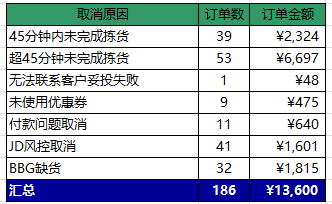 取消原因 订单数 订单金额
45分钟内未完成拣货 39 ¥2,324
超45分钟未完成拣货 53 ¥6,697
无法联系客户妥投失败 1 ¥48
未使用优惠券 9 ¥475
付款问题取消 11 ¥640
JD风控取消 41 ¥1,601
BBG缺货 32 ¥1,815
汇总 186 ¥13,600